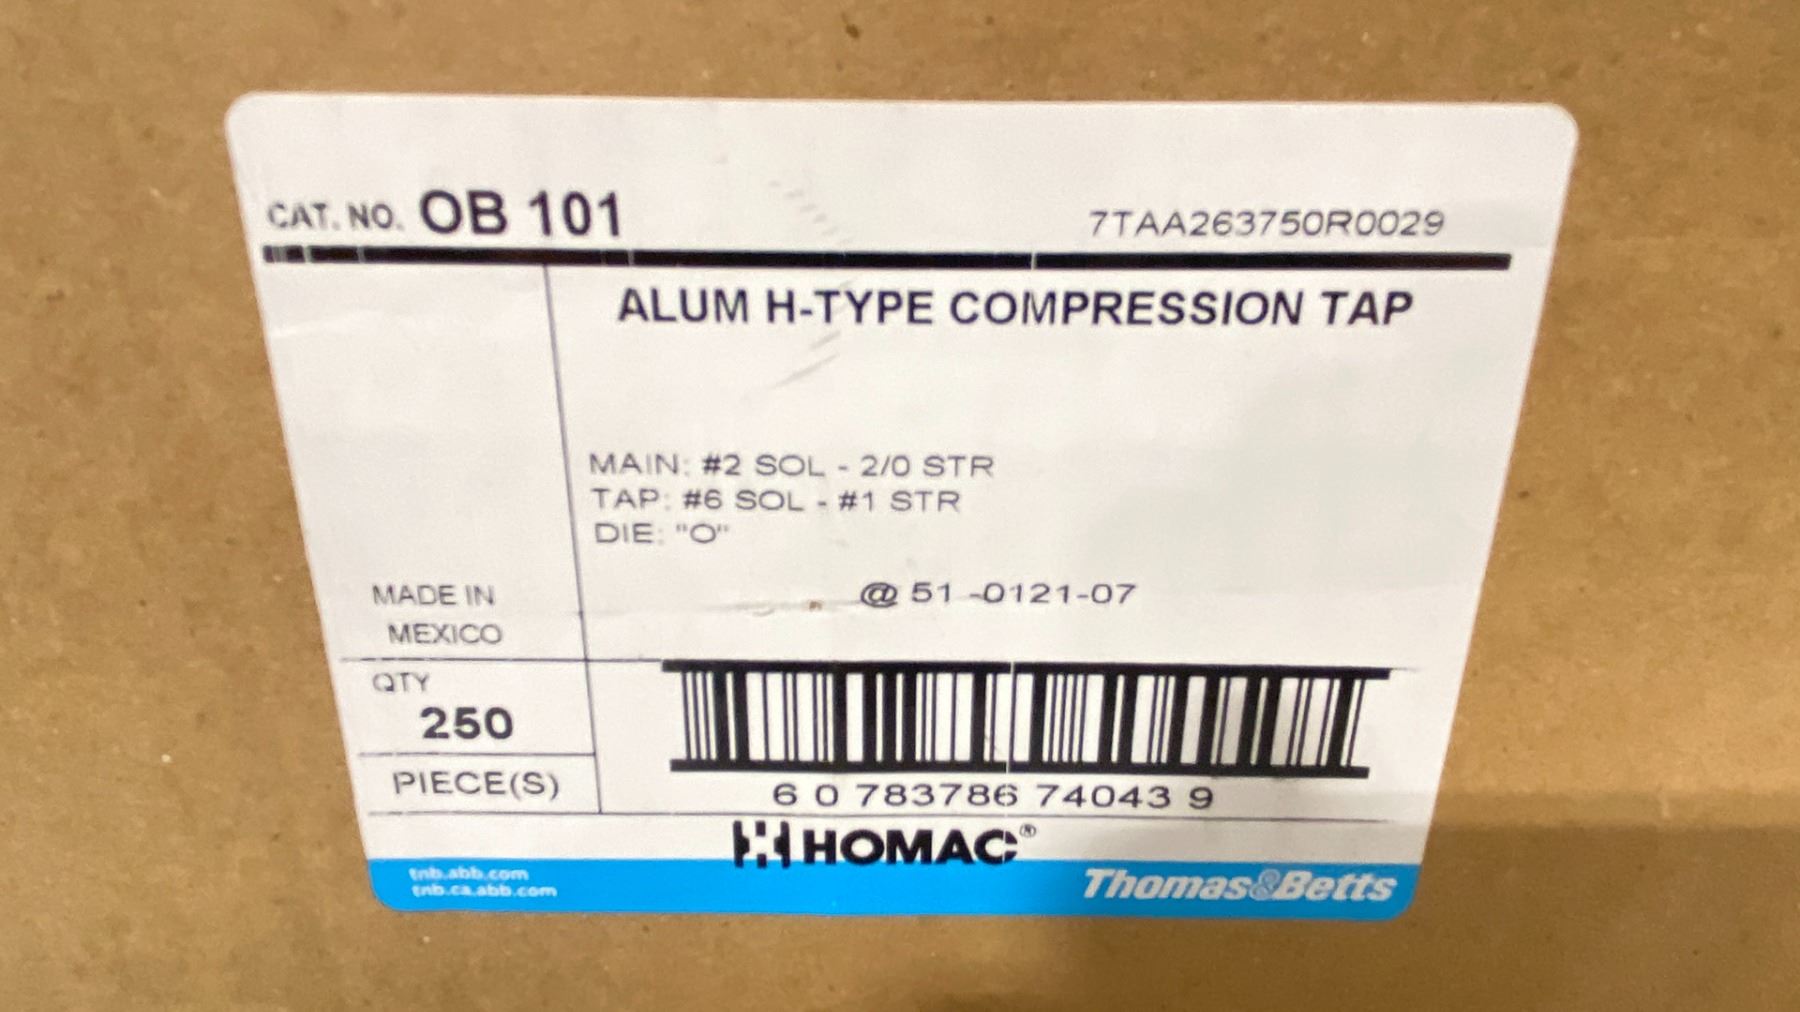 CAT. NO. OB 101 7TAA263750R0029
ALUM H-TYPE COMPRESSION TAP
MAIN: #2 SOL - 2/0 STR
TAP: #6 SOL - #1 STR
DIE: "O"
@ 51 -0121-07
MADE IN
MEXICO
QTY
250
PIECE(S)
6 0 783786 74043 9
HOMAC®
tnb.abb.com
tnb.ca.abb.com
Thomas&Betts